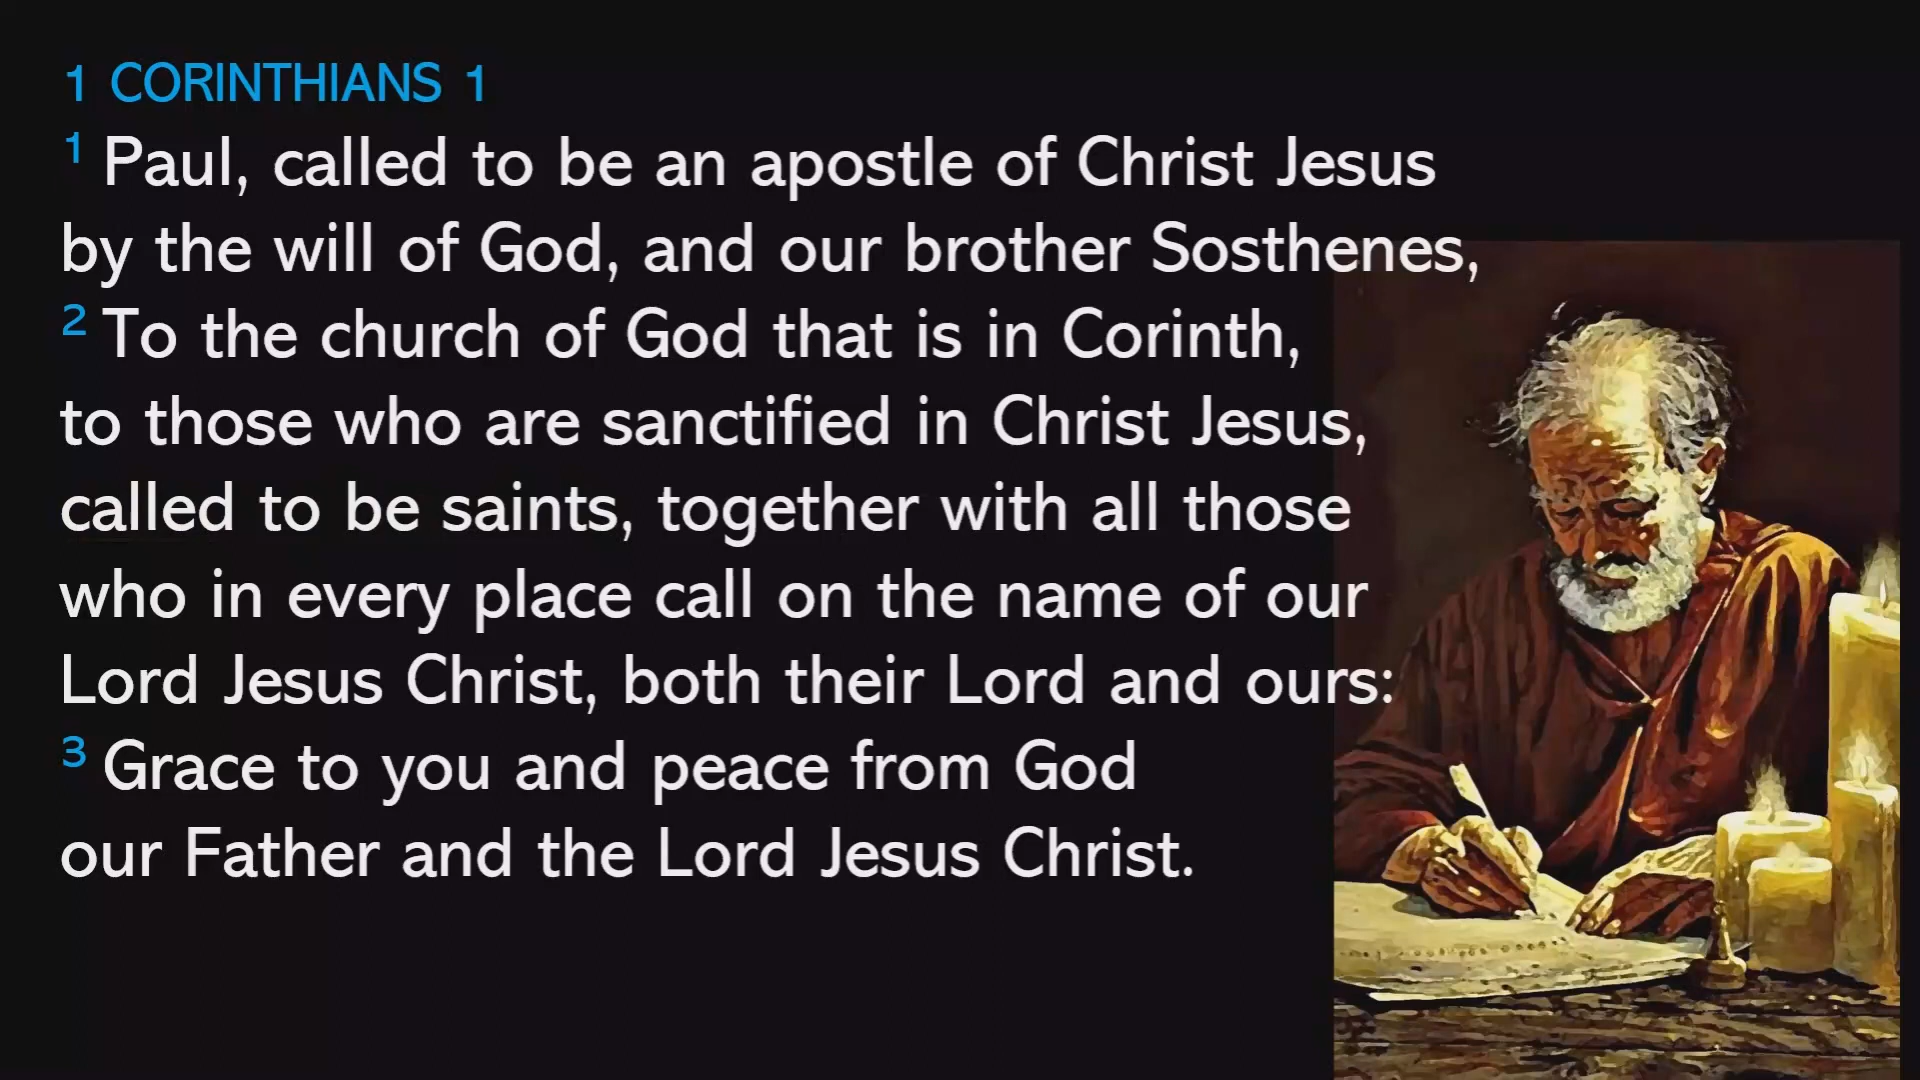 1 CORINTHIANS 1
1 Paul, called to be an apostle of Christ Jesus
by the will of God, and our brother Sosthenes,
2 To the church of God that is in Corinth,
to those who are sanctified in Christ Jesus,
called to be saints, together with all those
who in every place call on the name of our
Lord Jesus Christ, both their Lord and ours:
3 Grace to you and peace from God
our Father and the Lord Jesus Christ.